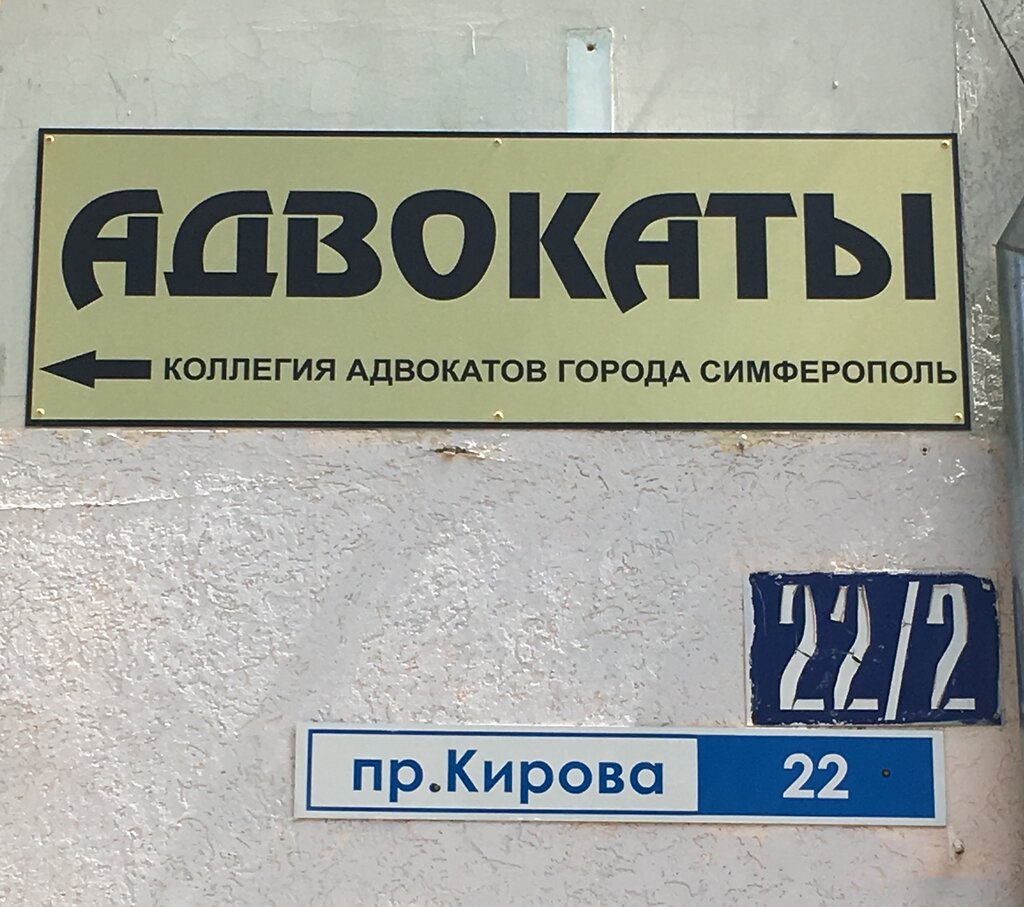 АДВОКАТЫ
КОЛЛЕГИЯ АДВОКАТОВ ГОРОДА СИМФЕРОПОЛЬ
22/2
пр.Кирова 22